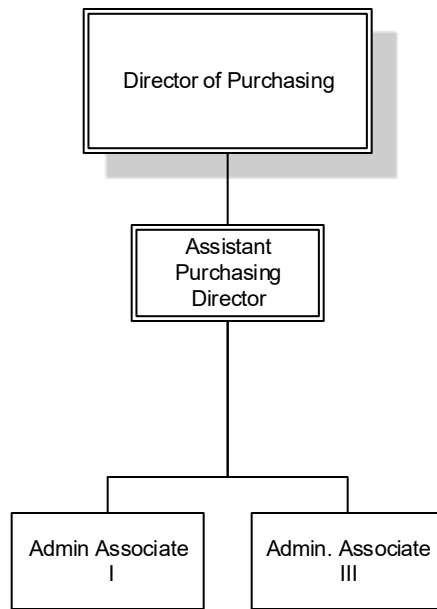 Director of Purchasing
Assistant
Purchasing
Director
Admin Associate
I
Admin. Associate
III